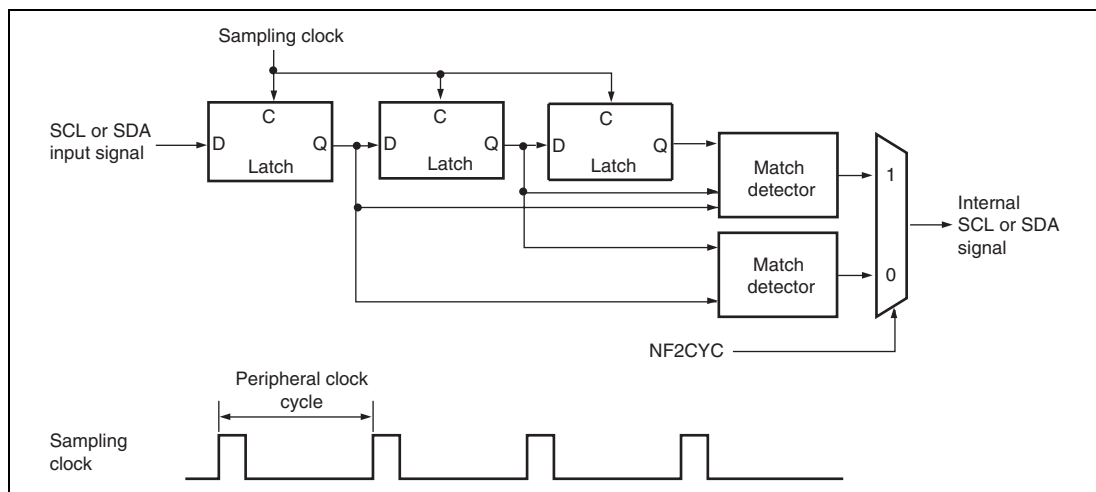 Sampling clock
SCL or SDA
input signal
D
C
Q
Latch
D
C
Q
Latch
D
C
Q
Latch
Match
detector
1
Match
detector
0
Internal
SCL or SDA
signal
NF2CYC
Peripheral clock
cycle
Sampling
clock